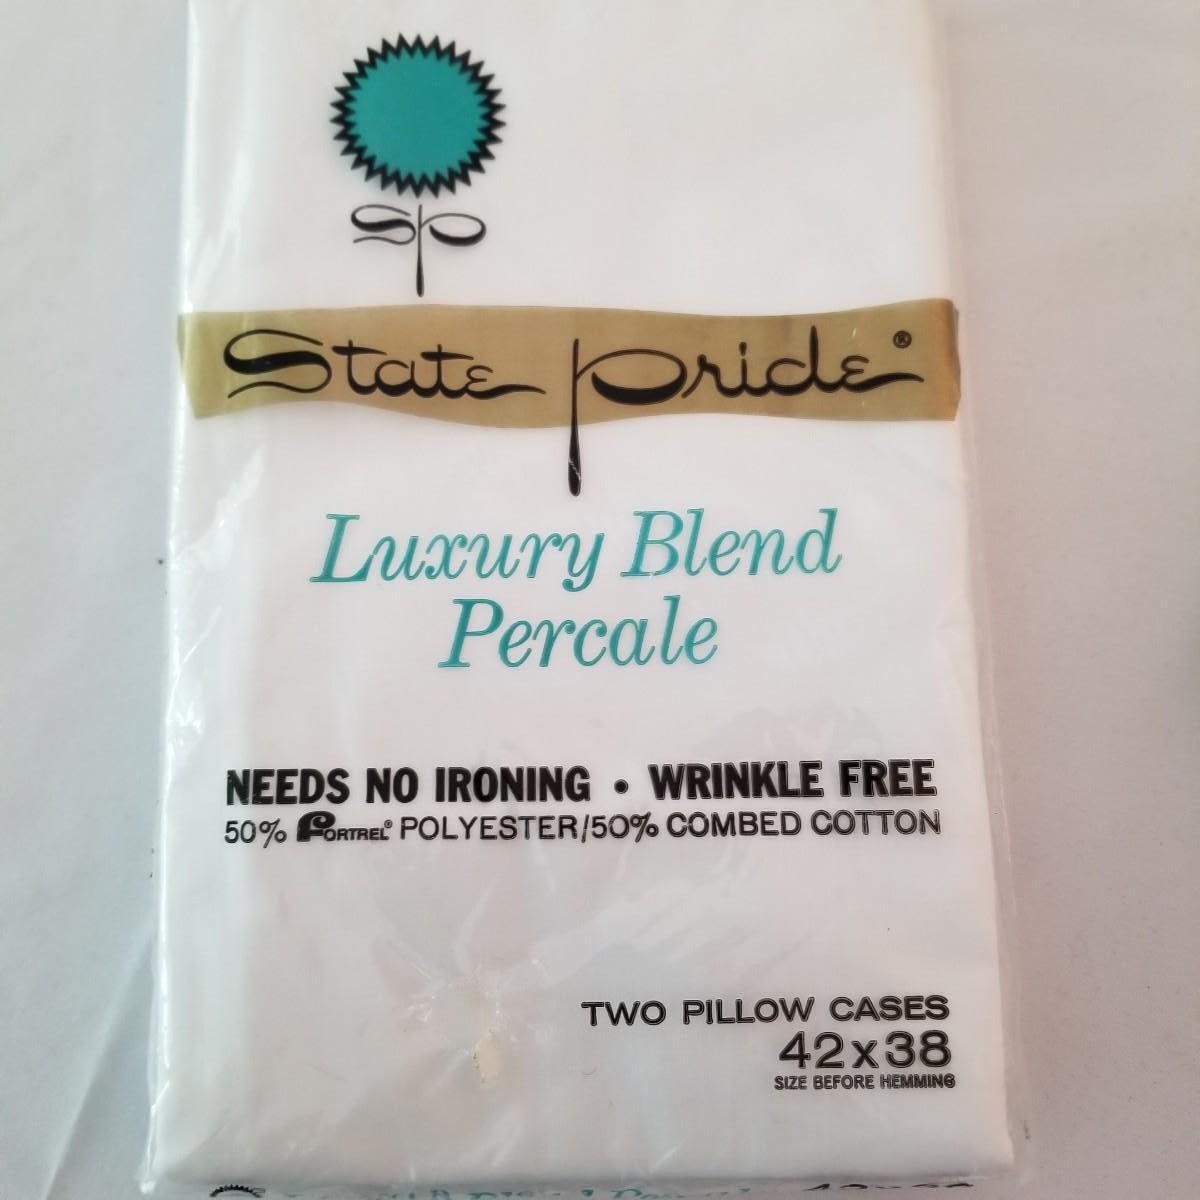 SP
State Pride®
Luxury Blend
Percale
NEEDS NO IRONING • WRINKLE FREE
50% FORTREL® POLYESTER/50% COMBED COTTON
TWO PILLOW CASES
42x38
SIZE BEFORE HEMMING